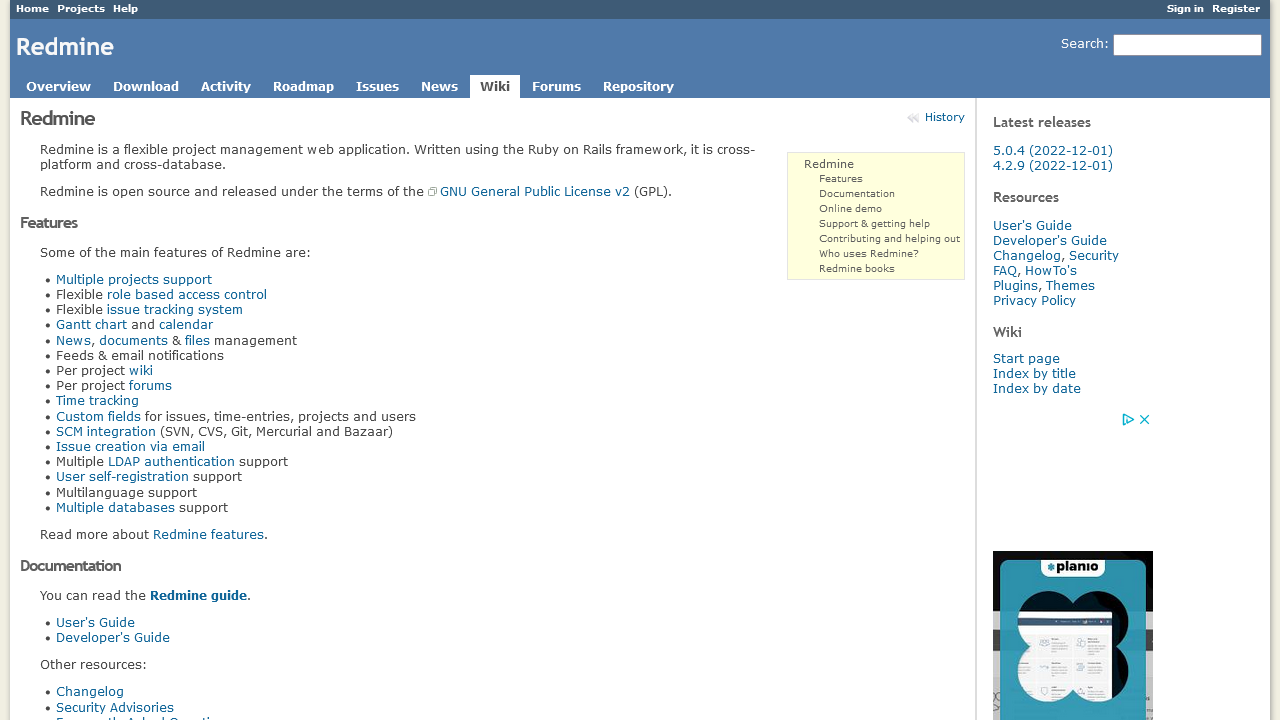 Home Projects Help
Sign in Register
Redmine
Search:
Overview Download Activity Roadmap Issues News Wiki Forums Repository
Redmine
History
Redmine is a flexible project management web application. Written using the Ruby on Rails framework, it is cross-
platform and cross-database.
Redmine is open source and released under the terms of the GNU General Public License v2 (GPL).
Redmine
Features
Documentation
Online demo
Support & getting help
Contributing and helping out
Who uses Redmine?
Redmine books
Features
Some of the main features of Redmine are:
Multiple projects support
Flexible role based access control
Flexible issue tracking system
Gantt chart and calendar
News, documents & files management
Feeds & email notifications
Per project wiki
Per project forums
Time tracking
Custom fields for issues, time-entries, projects and users
SCM integration (SVN, CVS, Git, Mercurial and Bazaar)
Issue creation via email
Multiple LDAP authentication support
User self-registration support
Multilanguage support
Multiple databases support
Read more about Redmine features.
Documentation
You can read the Redmine guide.
User's Guide
Developer's Guide
Other resources:
Changelog
Security Advisories
Latest releases
5.0.4 (2022-12-01)
4.2.9 (2022-12-01)
Resources
User's Guide
Developer's Guide
Changelog, Security
FAQ, HowTo's
Plugins, Themes
Privacy Policy
Wiki
Start page
Index by title
Index by date
planio